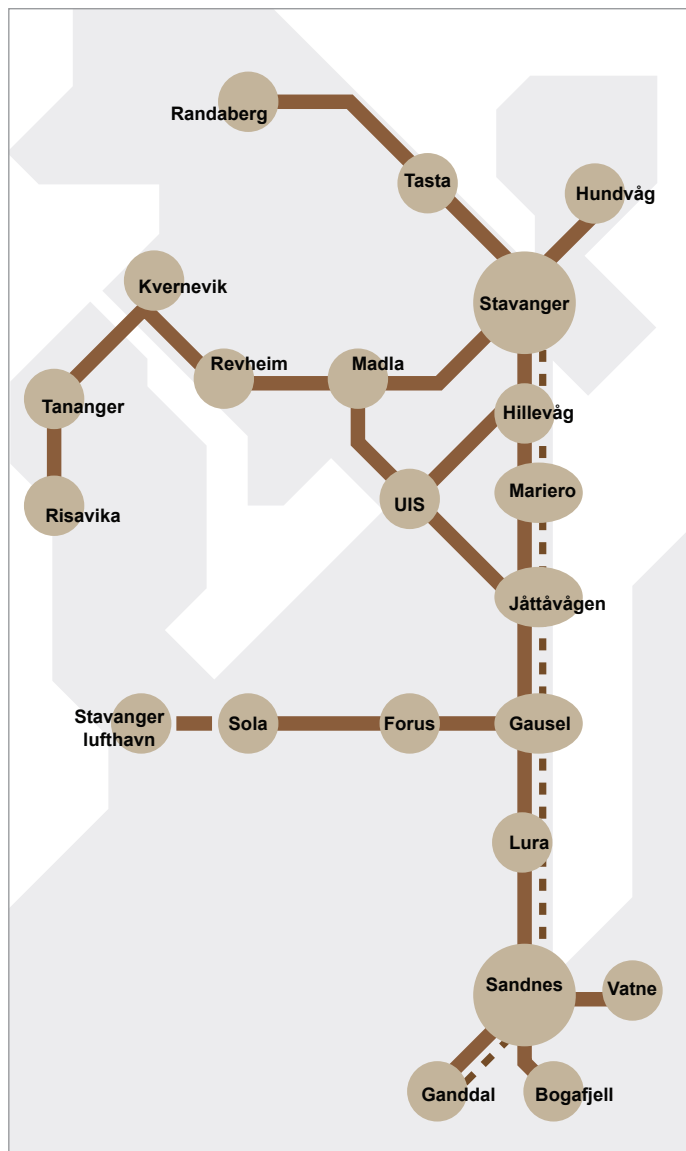 Randaberg
Tasta
Hundvåg
Kvernevik
Stavanger
Revheim
Madla
Tananger
Hillevåg
Mariero
UIS
Risavika
Jåttåvågen
Stavanger
lufthavn
Sola
Forus
Gausel
Lura
Sandnes
Vatne
Ganddal
Bogafjell